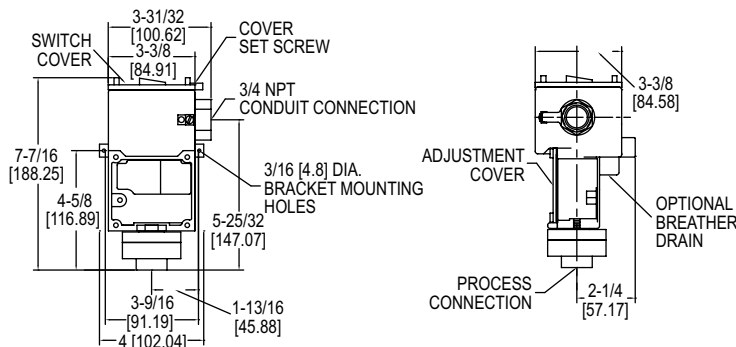 3-31/32
[100.62]
3-3/8
[84.91]
SWITCH
COVER
COVER
SET SCREW
3/4 NPT
CONDUIT CONNECTION
7-7/16
[188.25]
4-5/8
[116.89]
3/16 [4.8] DIA.
BRACKET MOUNTING
HOLES
5-25/32
[147.07]
3-9/16
[91.19]
4 [102.04]
1-13/16
[45.88]
3-3/8
[84.58]
ADJUSTMENT
COVER
OPTIONAL
BREATHER
DRAIN
PROCESS
CONNECTION
2-1/4
[57.17]